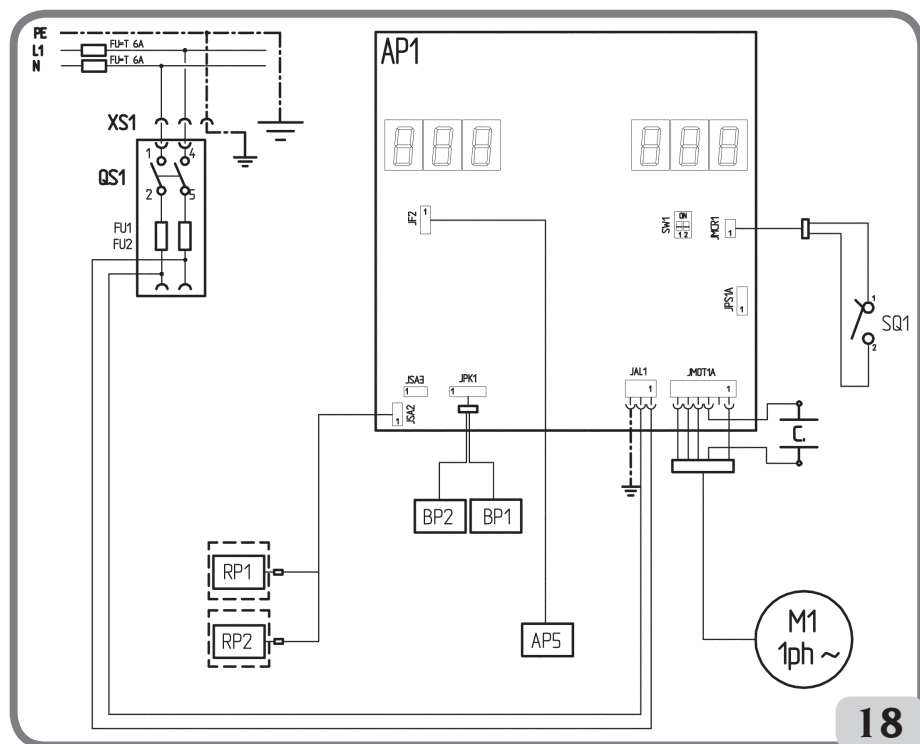 PE
L1 FU=T 6A
N FU=T 6A
XS1
1 4
QS1
2 5
FU1
FU2
AP1
JF2 1
SW1 ON 1 2
JMCR1 1
JPS1A 1
1
SQ1
2
JSA3 1
JPK1 1
JSA2 1
JAL1 1
JMOT1A 1
C.
BP2 BP1
RP1
RP2
AP5
M1
1ph ~
18